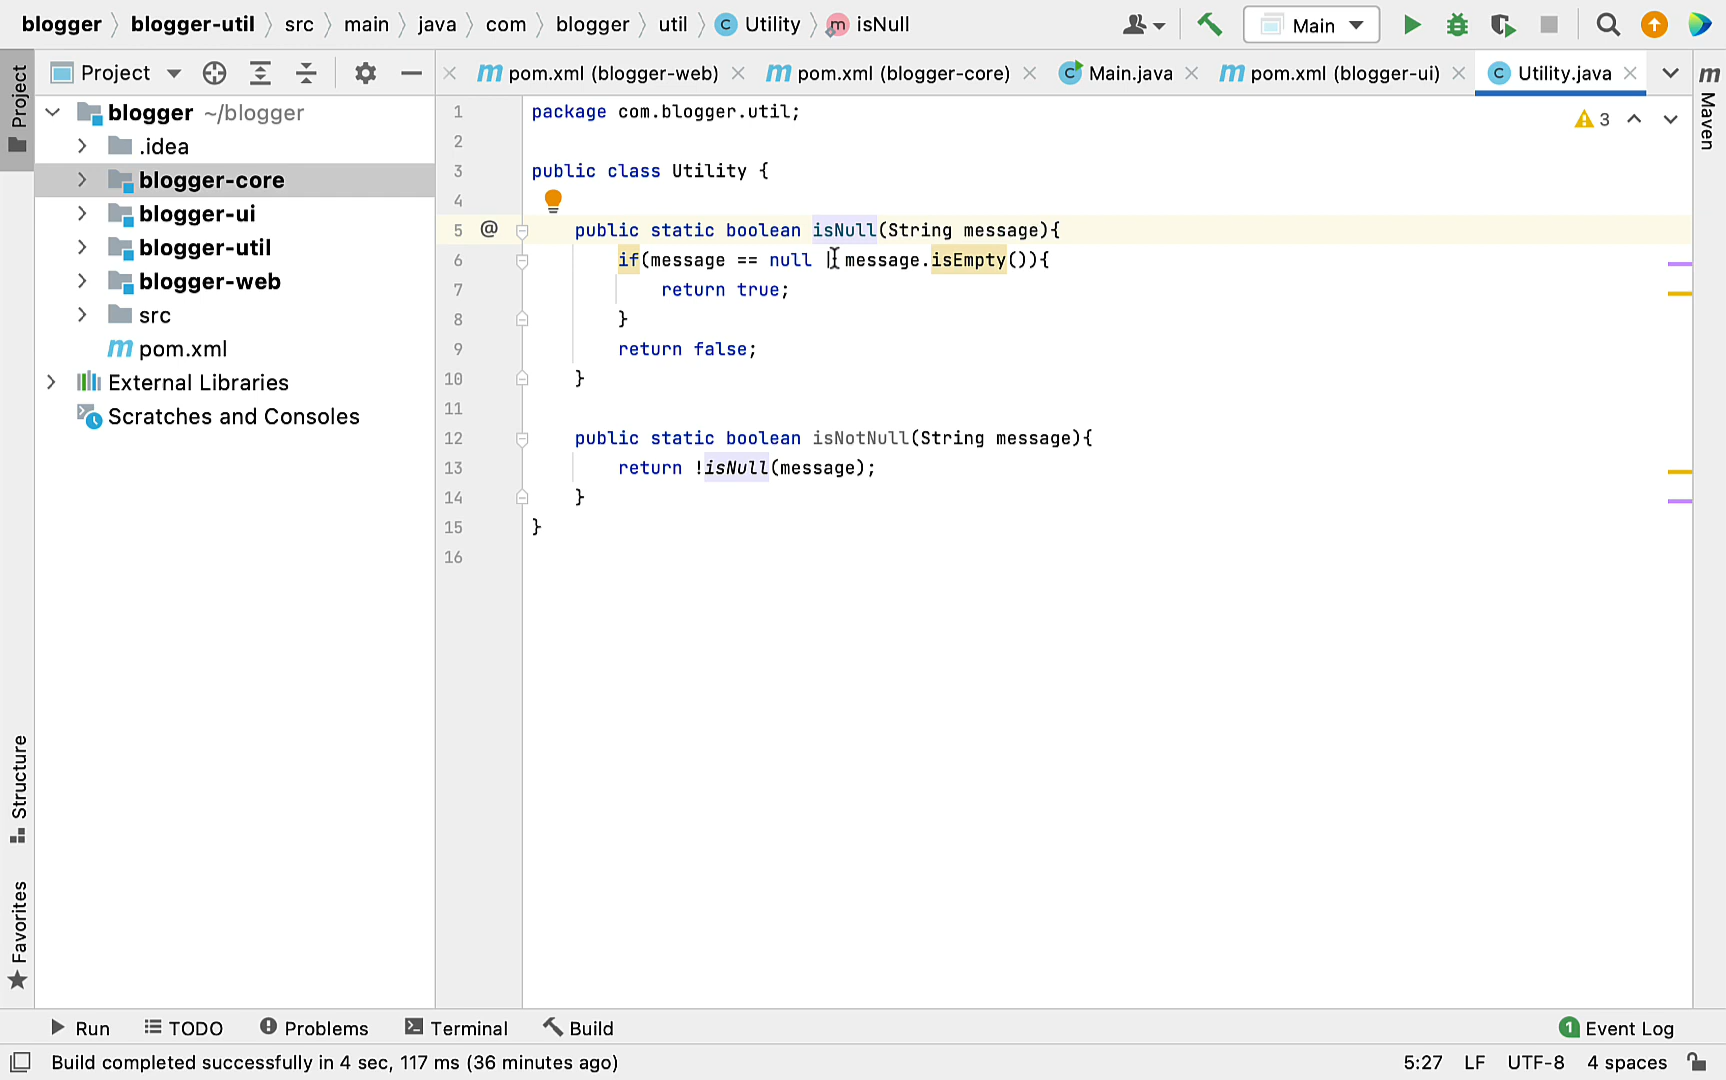 blogger blogger-util src main java com blogger util C Utility m isNull Main
Project
m pom.xml (blogger-web) m pom.xml (blogger-core) C Main.java m pom.xml (blogger-ui) C Utility.java
Project
m Maven
blogger ~/blogger
.idea
blogger-core
blogger-ui
blogger-util
blogger-web
src
m pom.xml
External Libraries
Scratches and Consoles
3
1 package com.blogger.util;
2
3 public class Utility {
4
5 @ public static boolean isNull(String message){
6 if(message == null message.isEmpty()){
7 return true;
8 }
9 return false;
10 }
11
12 public static boolean isNotNull(String message){
13 return !isNull(message);
14 }
15 }
16
Structure
Favorites
Run TODO Problems Terminal Build 1 Event Log
Build completed successfully in 4 sec, 117 ms (36 minutes ago) 5:27 LF UTF-8 4 spaces